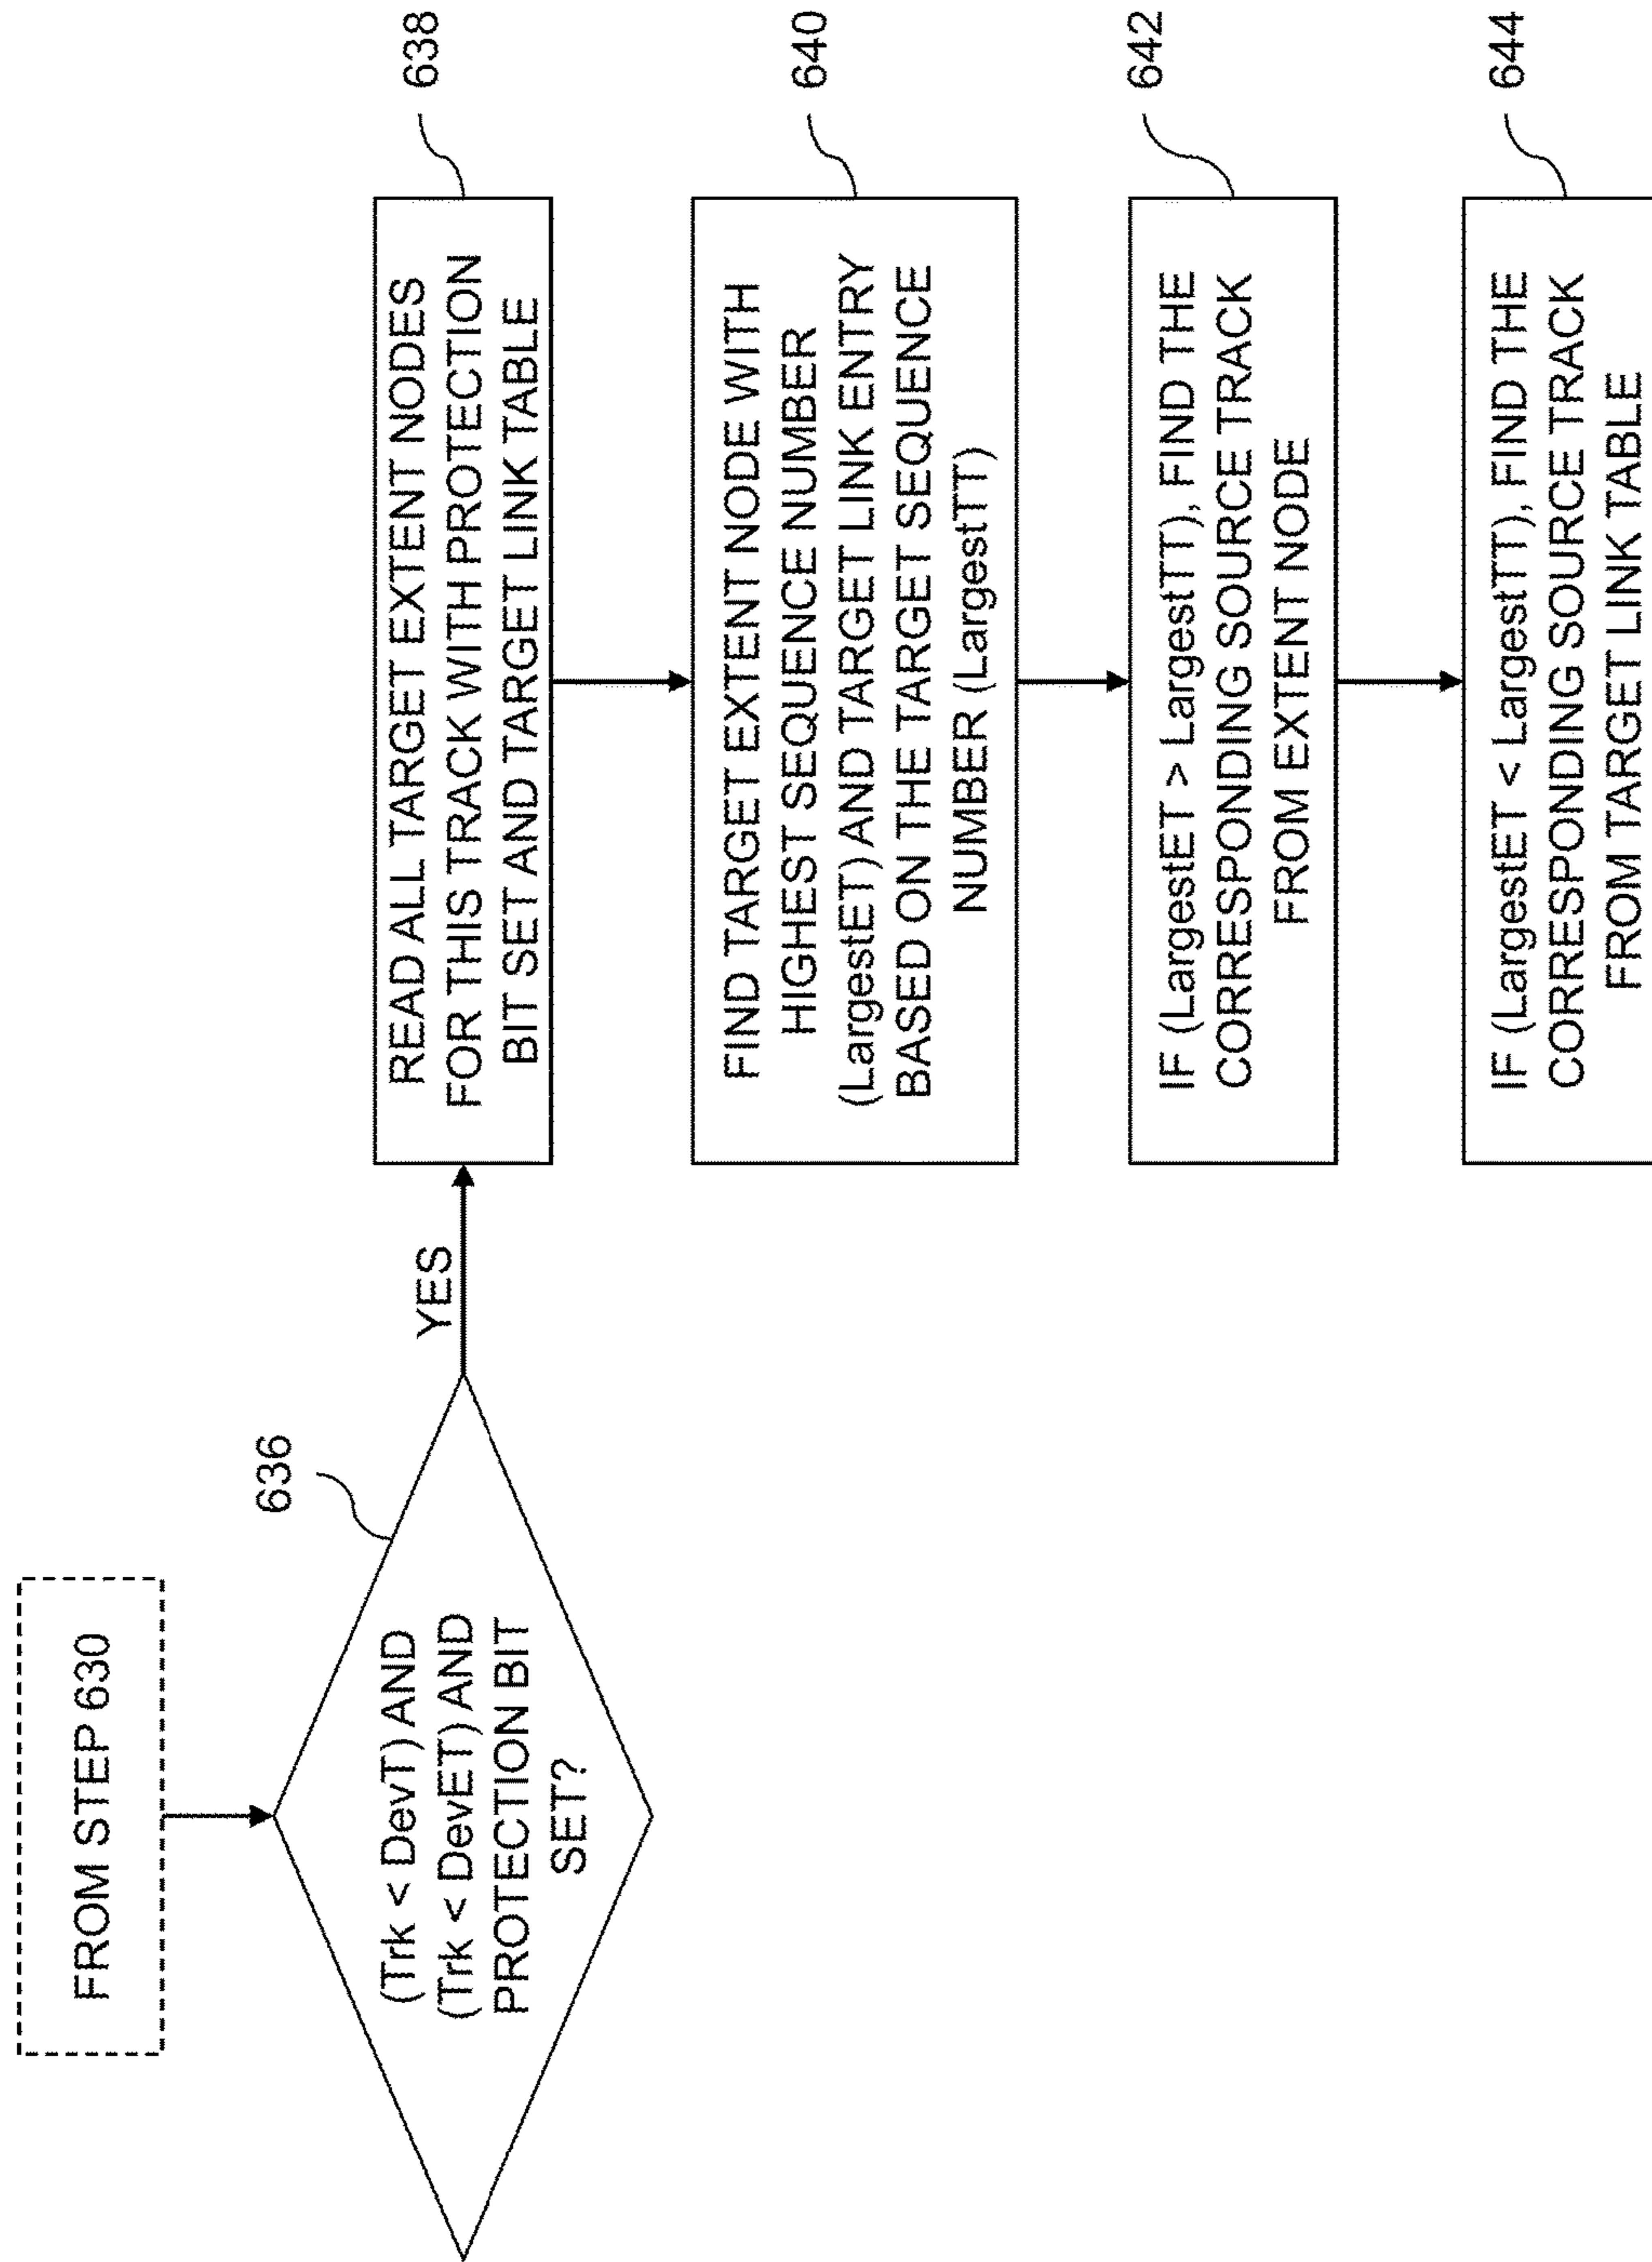 FROM STEP 630
636
(Trk < DevT) AND
(Trk < DevET) AND
PROTECTION BIT
SET?
YES
638
READ ALL TARGET EXTENT NODES
FOR THIS TRACK WITH PROTECTION
BIT SET AND TARGET LINK TABLE
640
FIND TARGET EXTENT NODE WITH
HIGHEST SEQUENCE NUMBER
(LargestET) AND TARGET LINK ENTRY
BASED ON THE TARGET SEQUENCE
NUMBER (LargestTT)
642
IF (LargestET > LargestTT), FIND THE
CORRESPONDING SOURCE TRACK
FROM EXTENT NODE
644
IF (LargestET < LargestTT), FIND THE
CORRESPONDING SOURCE TRACK
FROM TARGET LINK TABLE